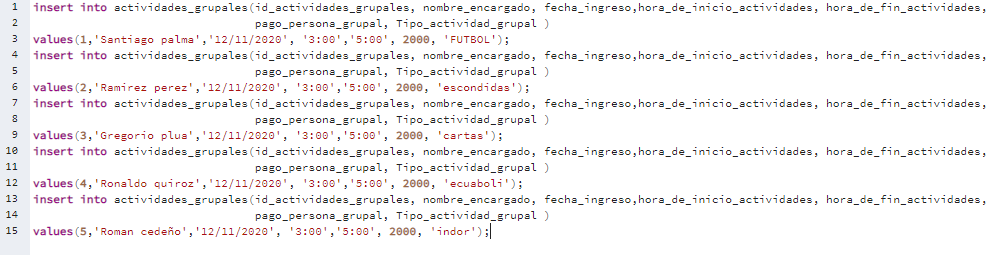 1 insert into actividades_grupales(id_actividades_grupales, nombre_encargado, fecha_ingreso,hora_de_inicio_actividades, hora_de_fin_actividades,
2 pago_persona_grupal, Tipo_actividad_grupal )
3 values(1,'Santiago palma','12/11/2020', '3:00','5:00', 2000, 'FUTBOL');
4 insert into actividades_grupales(id_actividades_grupales, nombre_encargado, fecha_ingreso,hora_de_inicio_actividades, hora_de_fin_actividades,
5 pago_persona_grupal, Tipo_actividad_grupal )
6 values(2,'Ramirez perez','12/11/2020', '3:00','5:00', 2000, 'escondidas');
7 insert into actividades_grupales(id_actividades_grupales, nombre_encargado, fecha_ingreso,hora_de_inicio_actividades, hora_de_fin_actividades,
8 pago_persona_grupal, Tipo_actividad_grupal )
9 values(3,'Gregorio plua','12/11/2020', '3:00','5:00', 2000, 'cartas');
10 insert into actividades_grupales(id_actividades_grupales, nombre_encargado, fecha_ingreso,hora_de_inicio_actividades, hora_de_fin_actividades,
11 pago_persona_grupal, Tipo_actividad_grupal )
12 values(4,'Ronaldo quiroz','12/11/2020', '3:00','5:00', 2000, 'ecuaboli');
13 insert into actividades_grupales(id_actividades_grupales, nombre_encargado, fecha_ingreso,hora_de_inicio_actividades, hora_de_fin_actividades,
14 pago_persona_grupal, Tipo_actividad_grupal )
15 values(5,'Roman cedeño','12/11/2020', '3:00','5:00', 2000, 'indor');